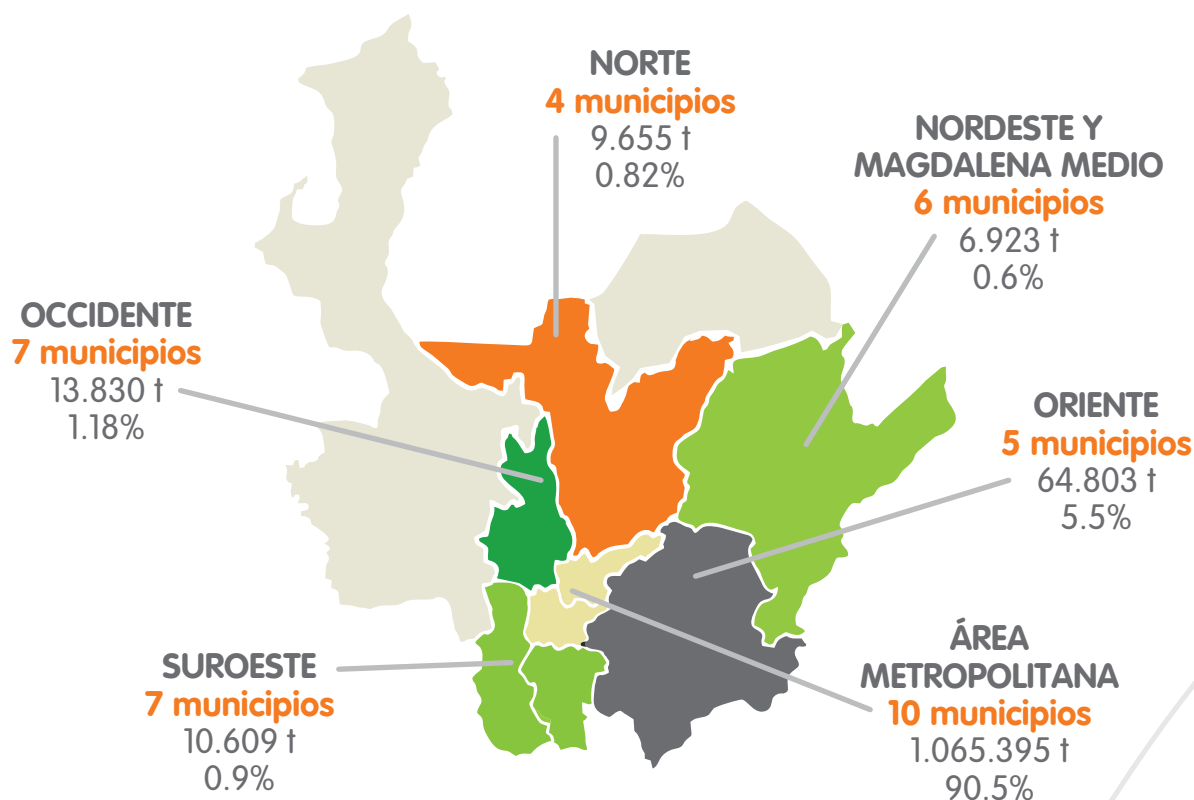 NORTE
4 municipios
9.655 t
0.82%
NORDESTE Y
MAGDALENA MEDIO
6 municipios
6.923 t
0.6%
OCCIDENTE
7 municipios
13.830 t
1.18%
ORIENTE
5 municipios
64.803 t
5.5%
SUROESTE
7 municipios
10.609 t
0.9%
ÁREA
METROPOLITANA
10 municipios
1.065.395 t
90.5%